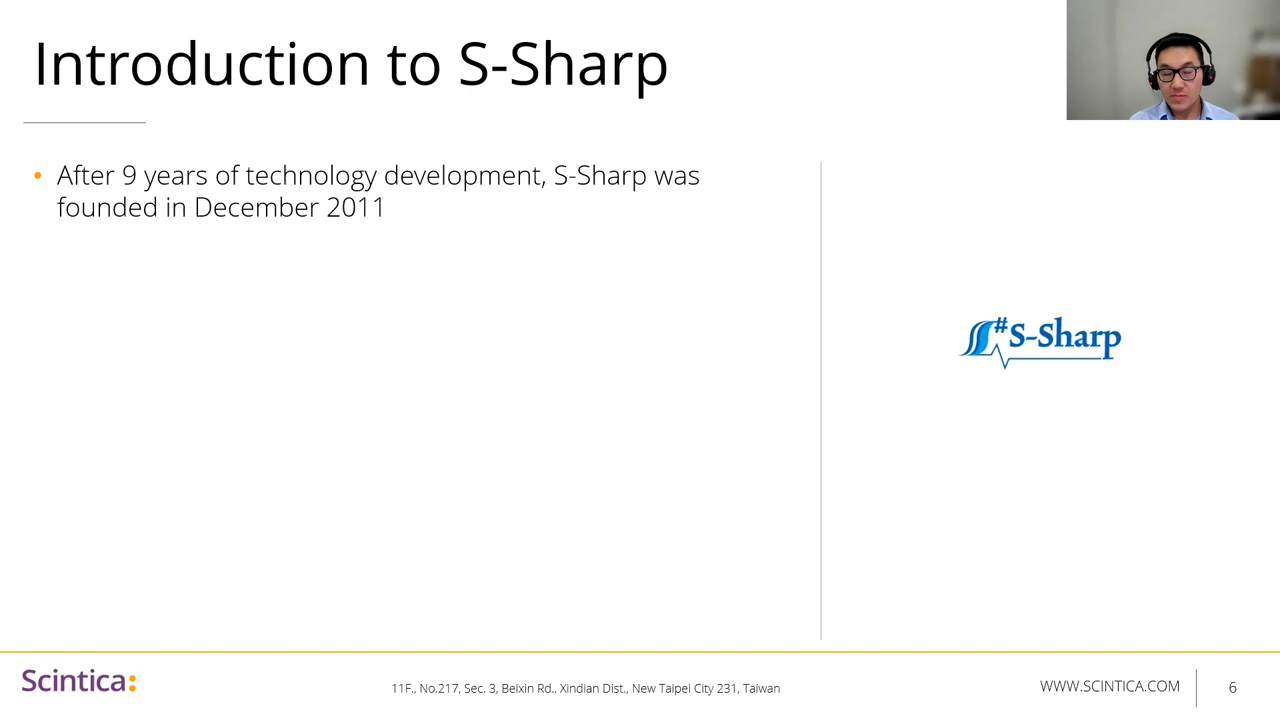 Introduction to S-Sharp
• After 9 years of technology development, S-Sharp was
founded in December 2011
#S-Sharp
Scintica:
11F., No.217, Sec. 3, Beixin Rd., Xindian Dist., New Taipei City 231, Taiwan
WWW.SCINTICA.COM
6